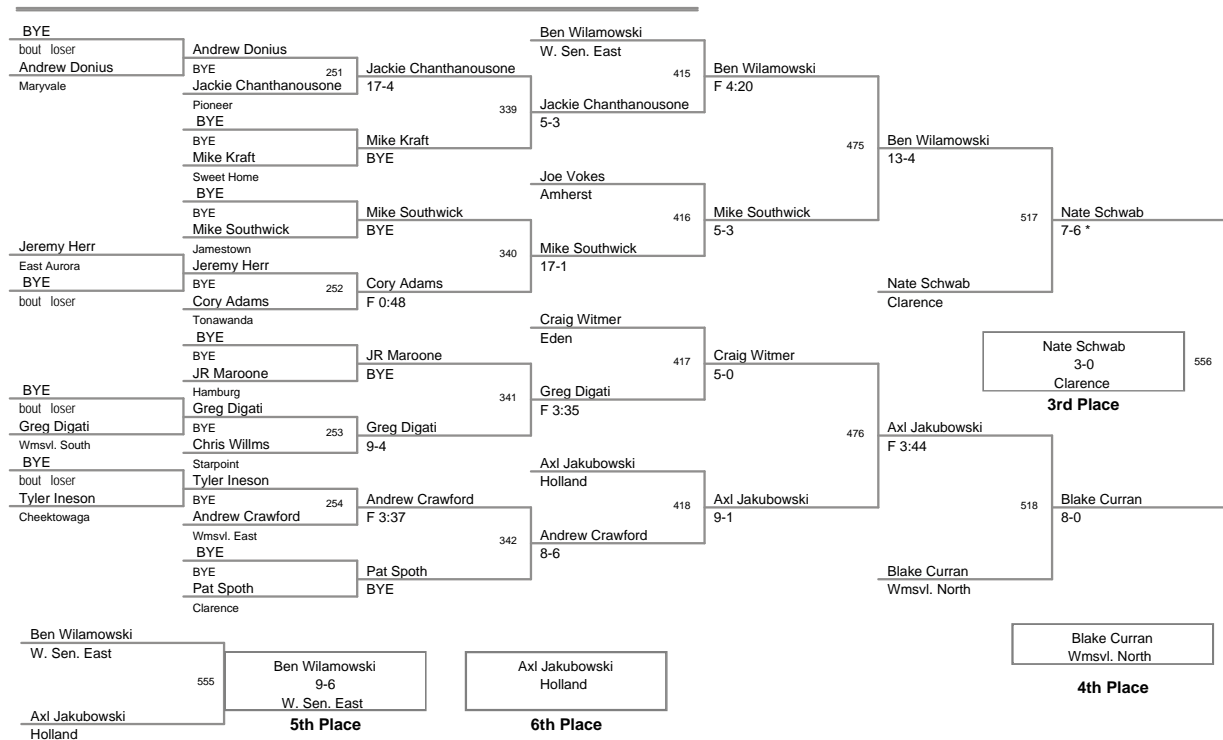 BYE
bout loser
Andrew Donius
Maryvale
Jeremy Herr
East Aurora
BYE
bout loser
BYE
bout loser
Greg Digati
Wmsvl. South
BYE
bout loser
Tyler Ineson
Cheektowaga
Andrew Donius
BYE
251
Jackie Chanthanousone
Pioneer
BYE
BYE
Mike Kraft
Sweet Home
BYE
BYE
Mike Southwick
Jamestown
Jeremy Herr
BYE
252
Cory Adams
Tonawanda
BYE
BYE
JR Maroone
Hamburg
Greg Digati
BYE
253
Chris Willms
Starpoint
Tyler Ineson
BYE
254
Andrew Crawford
Wmsvl. East
BYE
BYE
Pat Spoth
Clarence
Jackie Chanthanousone
17-4
339
Mike Kraft
BYE
Mike Southwick
BYE
340
Cory Adams
F 0:48
JR Maroone
BYE
341
Greg Digati
9-4
Andrew Crawford
F 3:37
342
Pat Spoth
BYE
Ben Wilamowski
W. Sen. East
415
Jackie Chanthanousone
5-3
Joe Vokes
Amherst
416
Mike Southwick
17-1
Craig Witmer
Eden
417
Greg Digati
F 3:35
Axl Jakubowski
Holland
418
Andrew Crawford
8-6
Ben Wilamowski
F 4:20
475
Mike Southwick
5-3
Craig Witmer
5-0
476
Axl Jakubowski
9-1
Ben Wilamowski
13-4
517
Nate Schwab
Clarence
Axl Jakubowski
F 3:44
518
Blake Curran
Wmsvl. North
Nate Schwab
7-6 *
Nate Schwab
3-0
Clarence
556
3rd Place
Blake Curran
8-0
Blake Curran
Wmsvl. North
4th Place
Ben Wilamowski
W. Sen. East
555
Axl Jakubowski
Holland
Ben Wilamowski
9-6
W. Sen. East
5th Place
Axl Jakubowski
Holland
6th Place